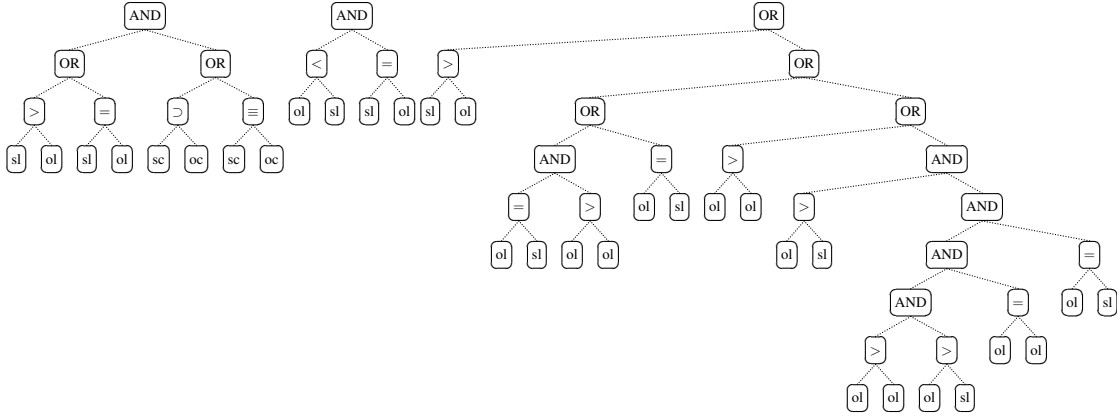 AND AND OR
OR OR < = > OR
> = ⊃ ≡ ol sl sl ol sl ol OR OR
sl ol sl ol sc oc sc oc AND = > AND
= > ol sl ol ol > AND
ol sl ol ol ol sl AND =
AND = ol sl
> > ol ol
ol ol ol sl